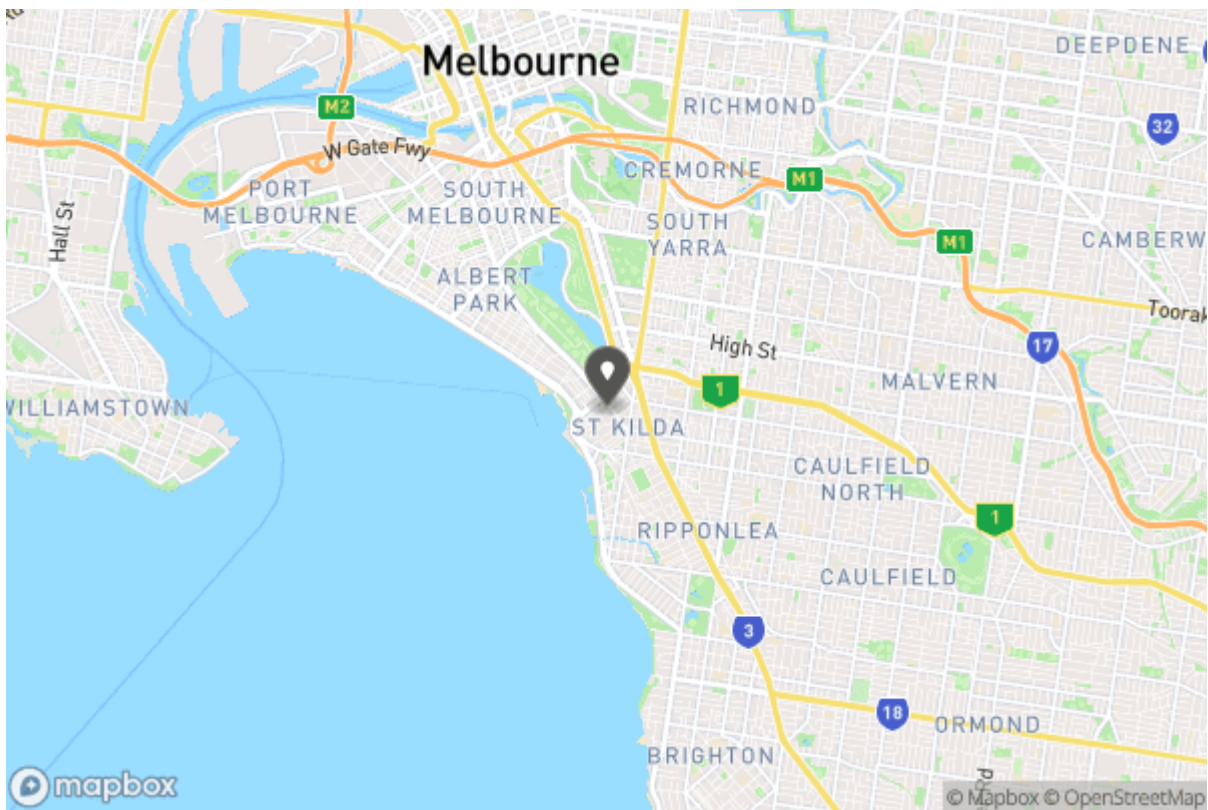 Melbourne
DEEPDENE
M2
RICHMOND
32
W Gate Fwy
CREMORNE
M1
PORT
MELBOURNE
SOUTH
MELBOURNE
Hall St
SOUTH
YARRA
M1
CAMBERW
ALBERT
PARK
Toorak
High St
17
MALVERN
1
WILLIAMSTOWN
ST KILDA
CAULFIELD
NORTH
1
RIPPONLEA
CAULFIELD
3
18
ORMOND
BRIGHTON
Rd
mapbox
© Mapbox © OpenStreetMap